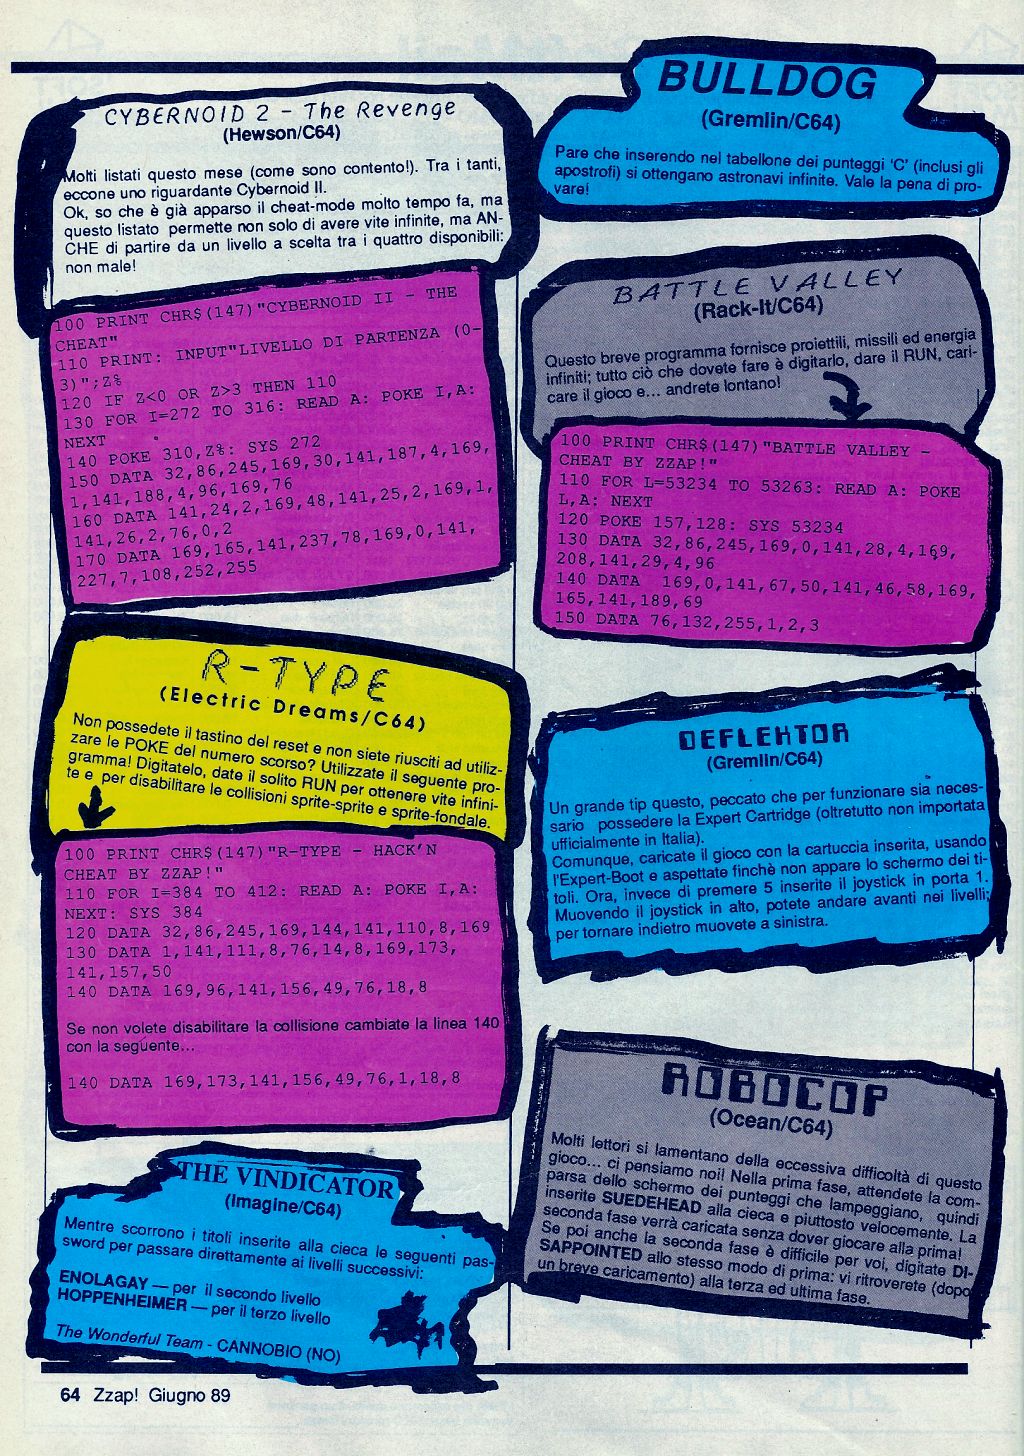 CYBERNOID 2 - The Revenge
(Hewson/C64)
Molti listati questo mese (come sono contento!). Tra i tanti,
eccone uno riguardante Cybernoid II.
Ok, so che è già apparso il cheat-mode molto tempo fa, ma
questo listato permette non solo di avere vite infinite, ma AN-
CHE di partire da un livello a scelta tra i quattro disponibili:
non male!
100 PRINT CHR$(147)"CYBERNOID II - THE
CHEAT"
110 PRINT: INPUT"LIVELLO DI PARTENZA (0-
3)";Z%
120 IF Z<0 OR Z>3 THEN 110
130 FOR I=272 TO 316: READ A: POKE I,A:
NEXT
140 POKE 310,Z%: SYS 272
150 DATA 32,86,245,169,30,141,187,4,169,
1,141,188,4,96,169,76
160 DATA 141,24,2,169,48,141,25,2,169,1,
141,26,2,76,0,2
170 DATA 169,165,141,237,78,169,0,141,
227,7,108,252,255
R-TYPE
(Electric Dreams/C64)
Non possedete il tastino del reset e non siete riusciti ad utiliz-
zare le POKE del numero scorso? Utilizzate il seguente pro-
gramma! Digitatelo, date il solito RUN per ottenere vite infini-
te e per disabilitare le collisioni sprite-sprite e sprite-fondale.
100 PRINT CHR$(147)"R-TYPE - HACK'N
CHEAT BY ZZAP!"
110 FOR I=384 TO 412: READ A: POKE I,A:
NEXT: SYS 384
120 DATA 32,86,245,169,144,141,110,8,169
130 DATA 1,141,111,8,76,14,8,169,173,
141,157,50
140 DATA 169,96,141,156,49,76,18,8
Se non volete disabilitare la collisione cambiate la linea 140
con la seguente...
140 DATA 169,173,141,156,49,76,1,18,8
THE VINDICATOR
(Imagine/C64)
Mentre scorrono i titoli inserite alla cieca le seguenti pas-
sword per passare direttamente ai livelli successivi:
ENOLAGAY — per il secondo livello
HOPPENHEIMER — per il terzo livello
The Wonderful Team - CANNOBIO (NO)
BULLDOG
(Gremlin/C64)
Pare che inserendo nel tabellone dei punteggi 'C' (inclusi gli
apostrofi) si ottengano astronavi infinite. Vale la pena di pro-
vare!
BATTLE VALLEY
(Rack-It/C64)
Questo breve programma fornisce proiettili, missili ed energia
infiniti; tutto ciò che dovete fare è digitarlo, dare il RUN, cari-
care il gioco e... andrete lontano!
100 PRINT CHR$(147)"BATTLE VALLEY -
CHEAT BY ZZAP!"
110 FOR L=53234 TO 53263: READ A: POKE
L,A: NEXT
120 POKE 157,128: SYS 53234
130 DATA 32,86,245,169,0,141,28,4,169,
208,141,29,4,96
140 DATA 169,0,141,67,50,141,46,58,169,
165,141,189,69
150 DATA 76,132,255,1,2,3
DEFLEKTOR
(Gremlin/C64)
Un grande tip questo, peccato che per funzionare sia neces-
sario possedere la Expert Cartridge (oltretutto non importata
ufficialmente in Italia).
Comunque, caricate il gioco con la cartuccia inserita, usando
l'Expert-Boot e aspettate finchè non appare lo schermo dei ti-
toli. Ora, invece di premere 5 inserite il joystick in porta 1.
Muovendo il joystick in alto, potete andare avanti nei livelli;
per tornare indietro muovete a sinistra.
ROBOCOP
(Ocean/C64)
Molti lettori si lamentano della eccessiva difficoltà di questo
gioco... ci pensiamo noi! Nella prima fase, attendete la com-
parsa dello schermo dei punteggi che lampeggiano, quindi
inserite SUEDEHEAD alla cieca e piuttosto velocemente. La
seconda fase verrà caricata senza dover giocare alla prima!
Se poi anche la seconda fase è difficile per voi, digitate DI-
SAPPOINTED allo stesso modo di prima: vi ritroverete (dopo
un breve caricamento) alla terza ed ultima fase.
64 Zzap! Giugno 89